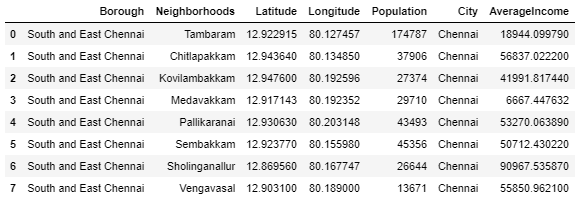 Borough Neighborhoods Latitude Longitude Population City AverageIncome
0 South and East Chennai Tambaram 12.922915 80.127457 174787 Chennai 18944.099790
1 South and East Chennai Chitlapakkam 12.943640 80.134850 37906 Chennai 56837.022200
2 South and East Chennai Kovilambakkam 12.947600 80.192596 27374 Chennai 41991.817440
3 South and East Chennai Medavakkam 12.917143 80.192352 29710 Chennai 6667.447632
4 South and East Chennai Pallikaranai 12.930630 80.203148 43493 Chennai 53270.063890
5 South and East Chennai Sembakkam 12.923770 80.155980 45356 Chennai 50712.430220
6 South and East Chennai Sholinganallur 12.869560 80.167747 26644 Chennai 90967.535870
7 South and East Chennai Vengavasal 12.903100 80.189000 13671 Chennai 55850.962100